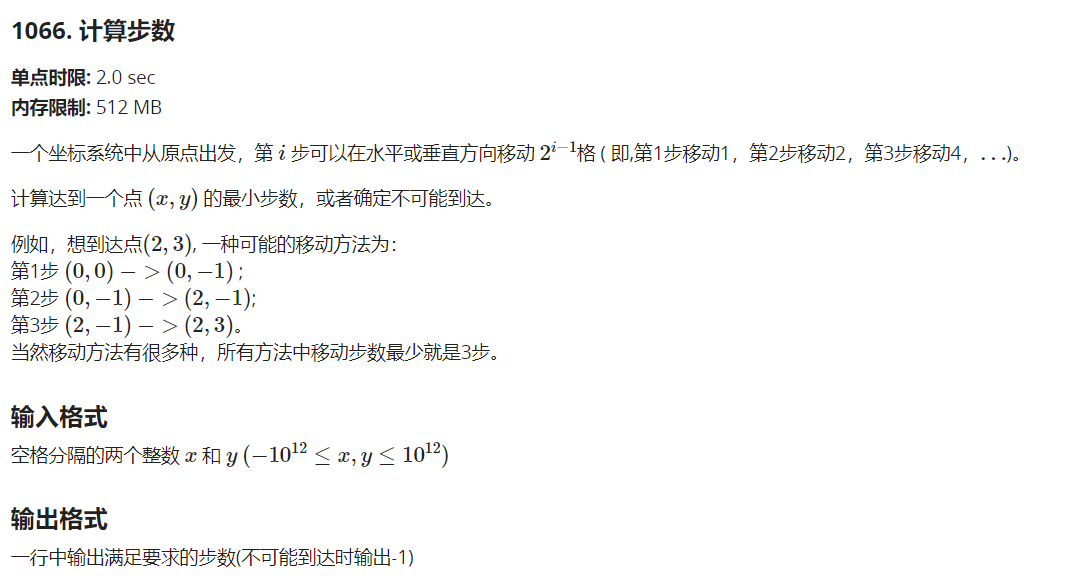 1066. 计算步数
单点时限: 2.0 sec
内存限制: 512 MB
一个坐标系统中从原点出发，第 i 步可以在水平或垂直方向移动 2^{i−1}格 ( 即,第1步移动1，第2步移动2，第3步移动4，...)。
计算达到一个点 (x, y) 的最小步数，或者确定不可能到达。
例如，想到达点(2, 3), 一种可能的移动方法为：
第1步 (0, 0) − > (0, −1) ;
第2步 (0, −1) − > (2, −1);
第3步 (2, −1) − > (2, 3)。
当然移动方法有很多种，所有方法中移动步数最少就是3步。
输入格式
空格分隔的两个整数 x 和 y (−10^{12} ≤ x, y ≤ 10^{12})
输出格式
一行中输出满足要求的步数(不可能到达时输出-1)